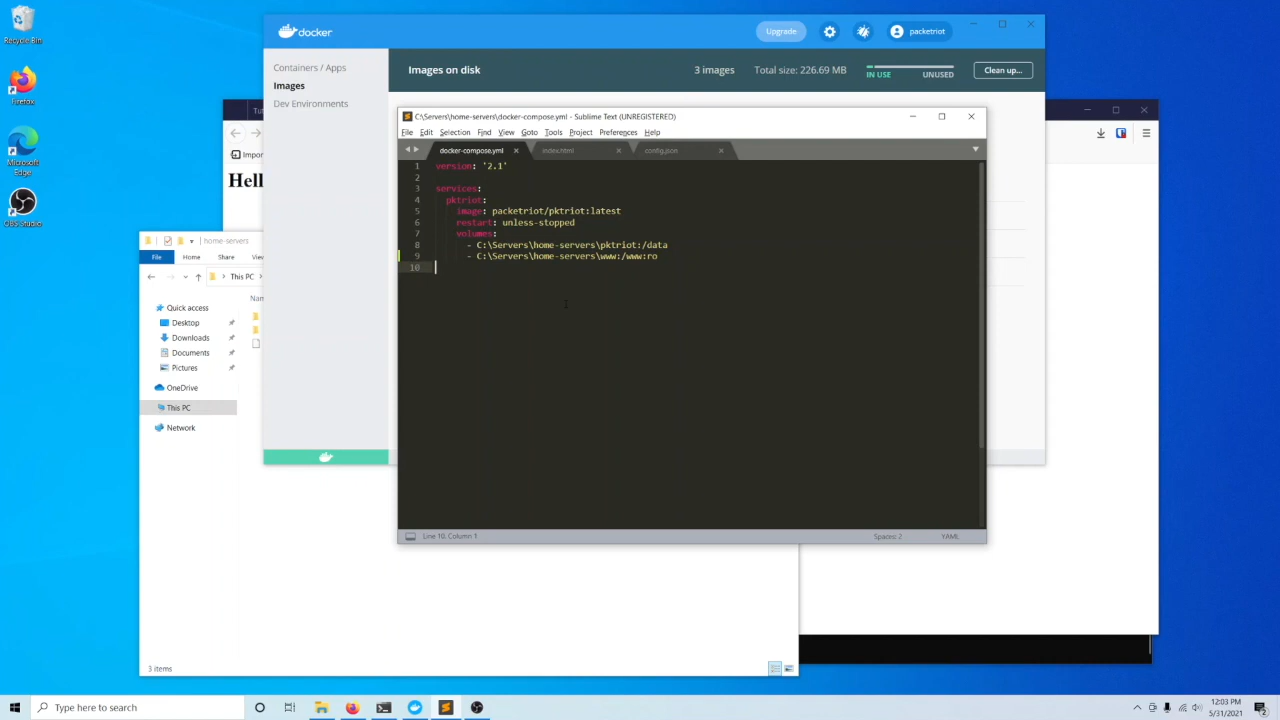 Recycle Bin
Firefox
Microsoft
Edge
OBS Studio
docker
Upgrade
packetriot
Containers / Apps
Images
Dev Environments
Images on disk
3 images
Total size: 226.69 MB
IN USE
UNUSED
Clean up...
Tu
Impor
Hell
C:\Servers\home-servers\docker-compose.yml - Sublime Text (UNREGISTERED)
File Edit Selection Find View Goto Tools Project Preferences Help
docker-compose.yml
index.html
config.json
1 version: '2.1'
2
3 services:
4 pktriot:
5 image: packetriot/pktriot:latest
6 restart: unless-stopped
7 volumes:
8 - C:\Servers\home-servers\pktriot:/data
9 - C:\Servers\home-servers\www:/www:ro
10
Line 10, Column 1
Spaces: 2
YAML
home-servers
File Home Share Vie
This PC
Nam
Quick access
Desktop
Downloads
Documents
Pictures
OneDrive
This PC
Network
3 items
Type here to search
12:03 PM
5/31/2021